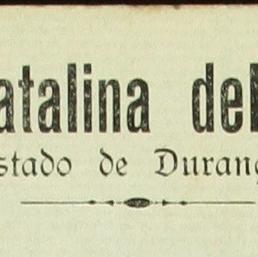 atalina del
stado de Durang